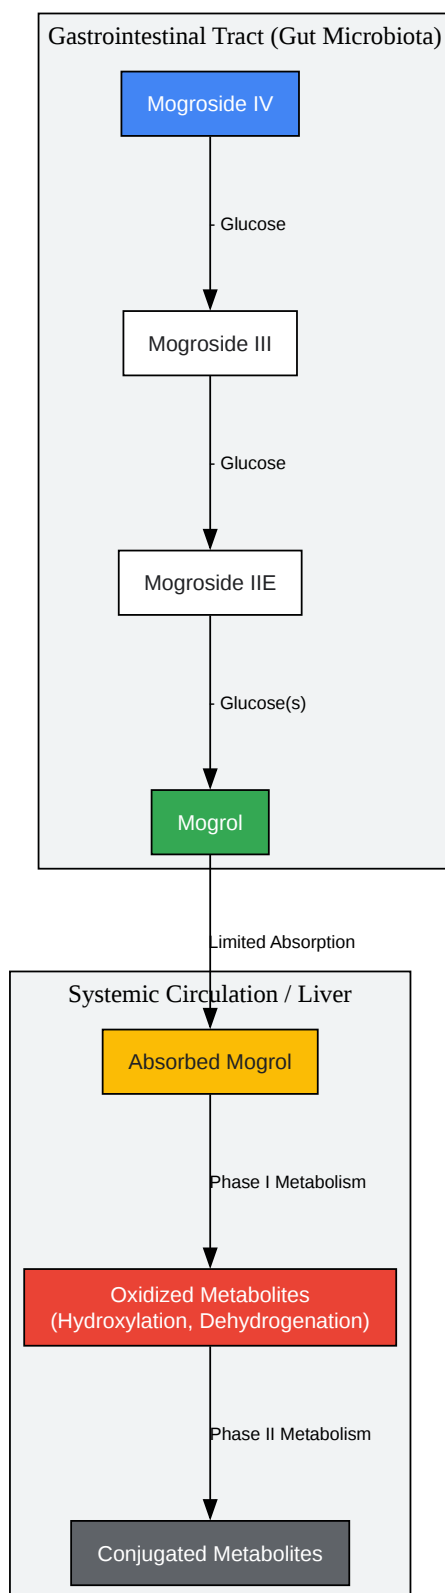 Gastrointestinal Tract (Gut Microbiota)
Mogroside IV
- Glucose
Mogroside III
- Glucose
Mogroside IIE
- Glucose(s)
Mogrol
Limited Absorption
Systemic Circulation / Liver
Absorbed Mogrol
Phase I Metabolism
Oxidized Metabolites
(Hydroxylation, Dehydrogenation)
Phase II Metabolism
Conjugated Metabolites